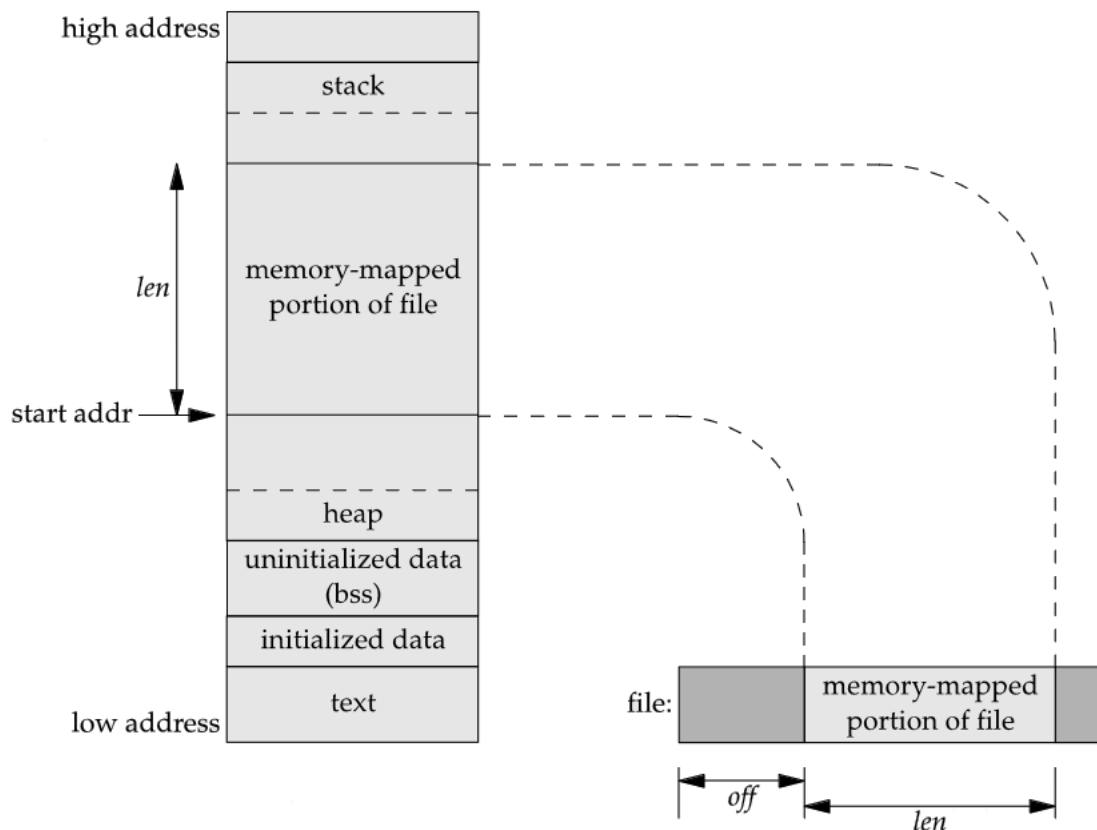 high address
stack
memory-mapped
portion of file
len
start addr
heap
uninitialized data
(bss)
initialized data
text
low address
file:
memory-mapped
portion of file
off
len